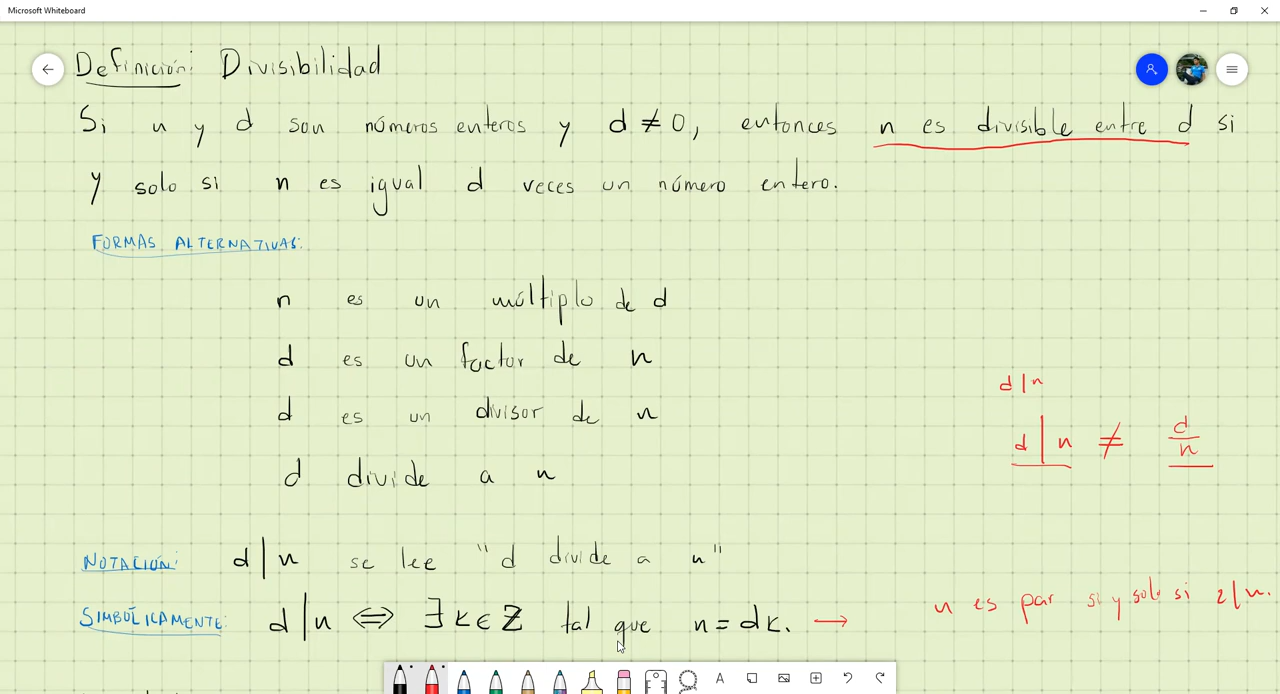 Microsoft Whiteboard
Definición: Divisibilidad
Si n y d son números enteros y d ≠ 0, entonces n es divisible entre d si
y solo si n es igual d veces un número entero.
FORMAS ALTERNATIVAS:
n es un múltiplo de d
d es un factor de n
d es un divisor de n
d divide a n
d | n
d | n ≠ d/n
NOTACIÓN: d | n se lee "d divide a n"
SIMBÓLICAMENTE: d | n ⇔ ∃ k ∈ ℤ tal que n = dk. →
n es par si y solo si 2 | n.